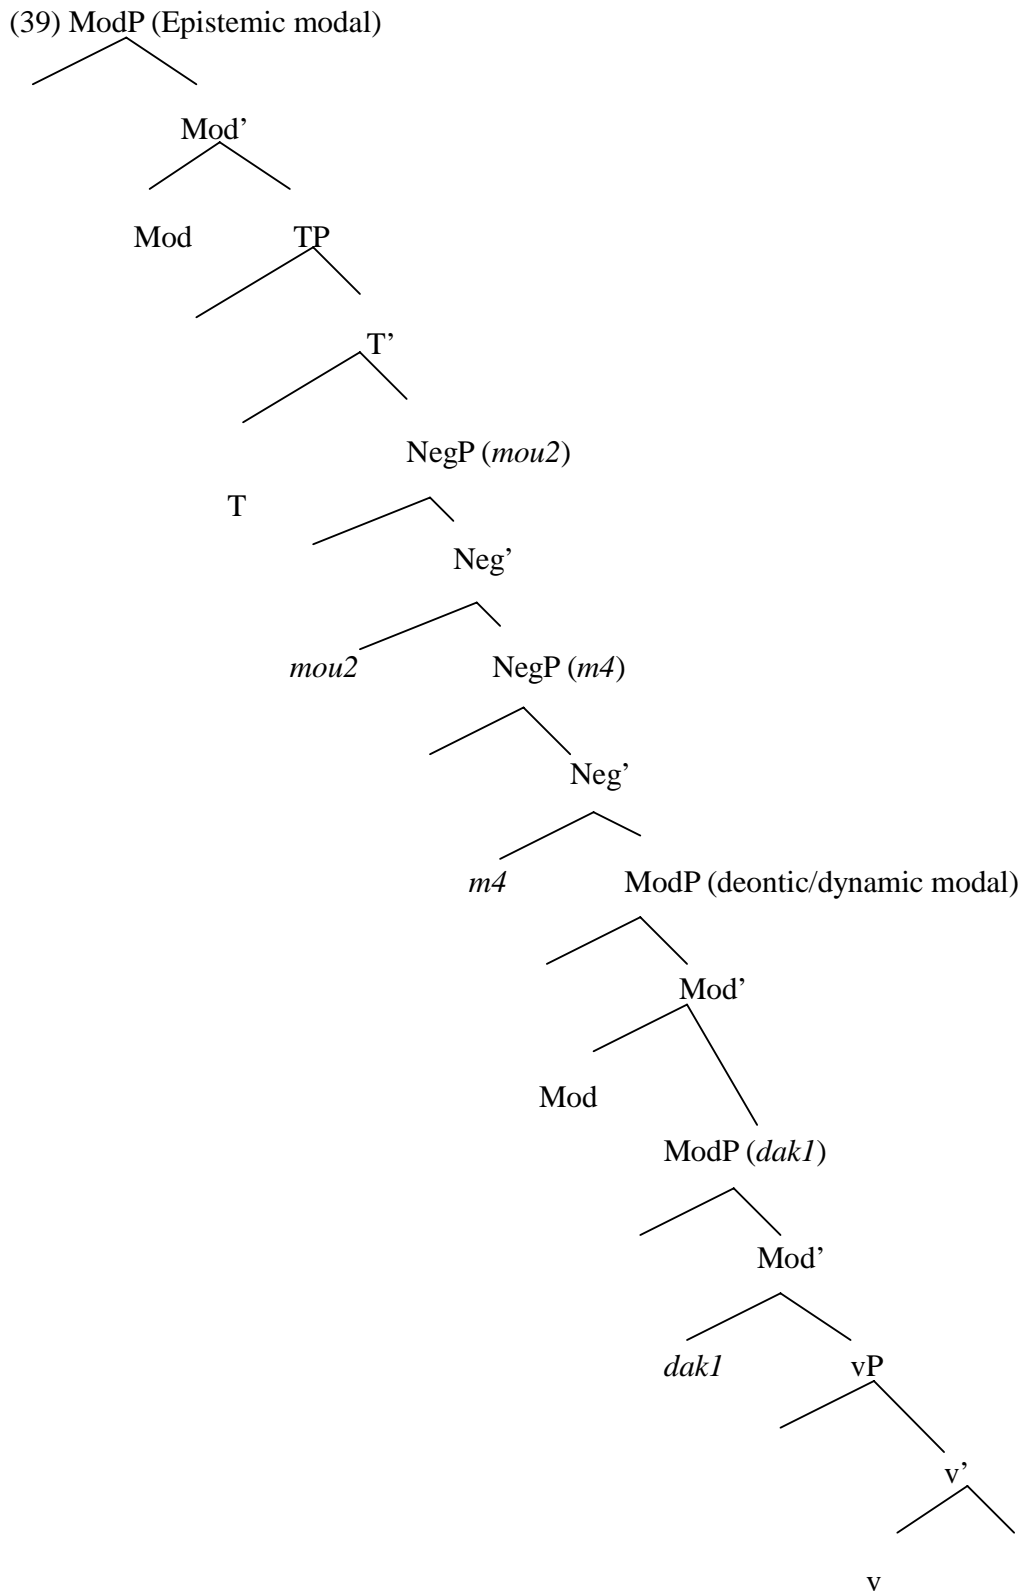 (39) ModP (Epistemic modal)
Mod’
Mod TP
T’
NegP (mou2)
T
Neg’
mou2 NegP (m4)
Neg’
m4 ModP (deontic/dynamic modal)
Mod’
Mod
ModP (dak1)
Mod’
dak1 vP
v’
v